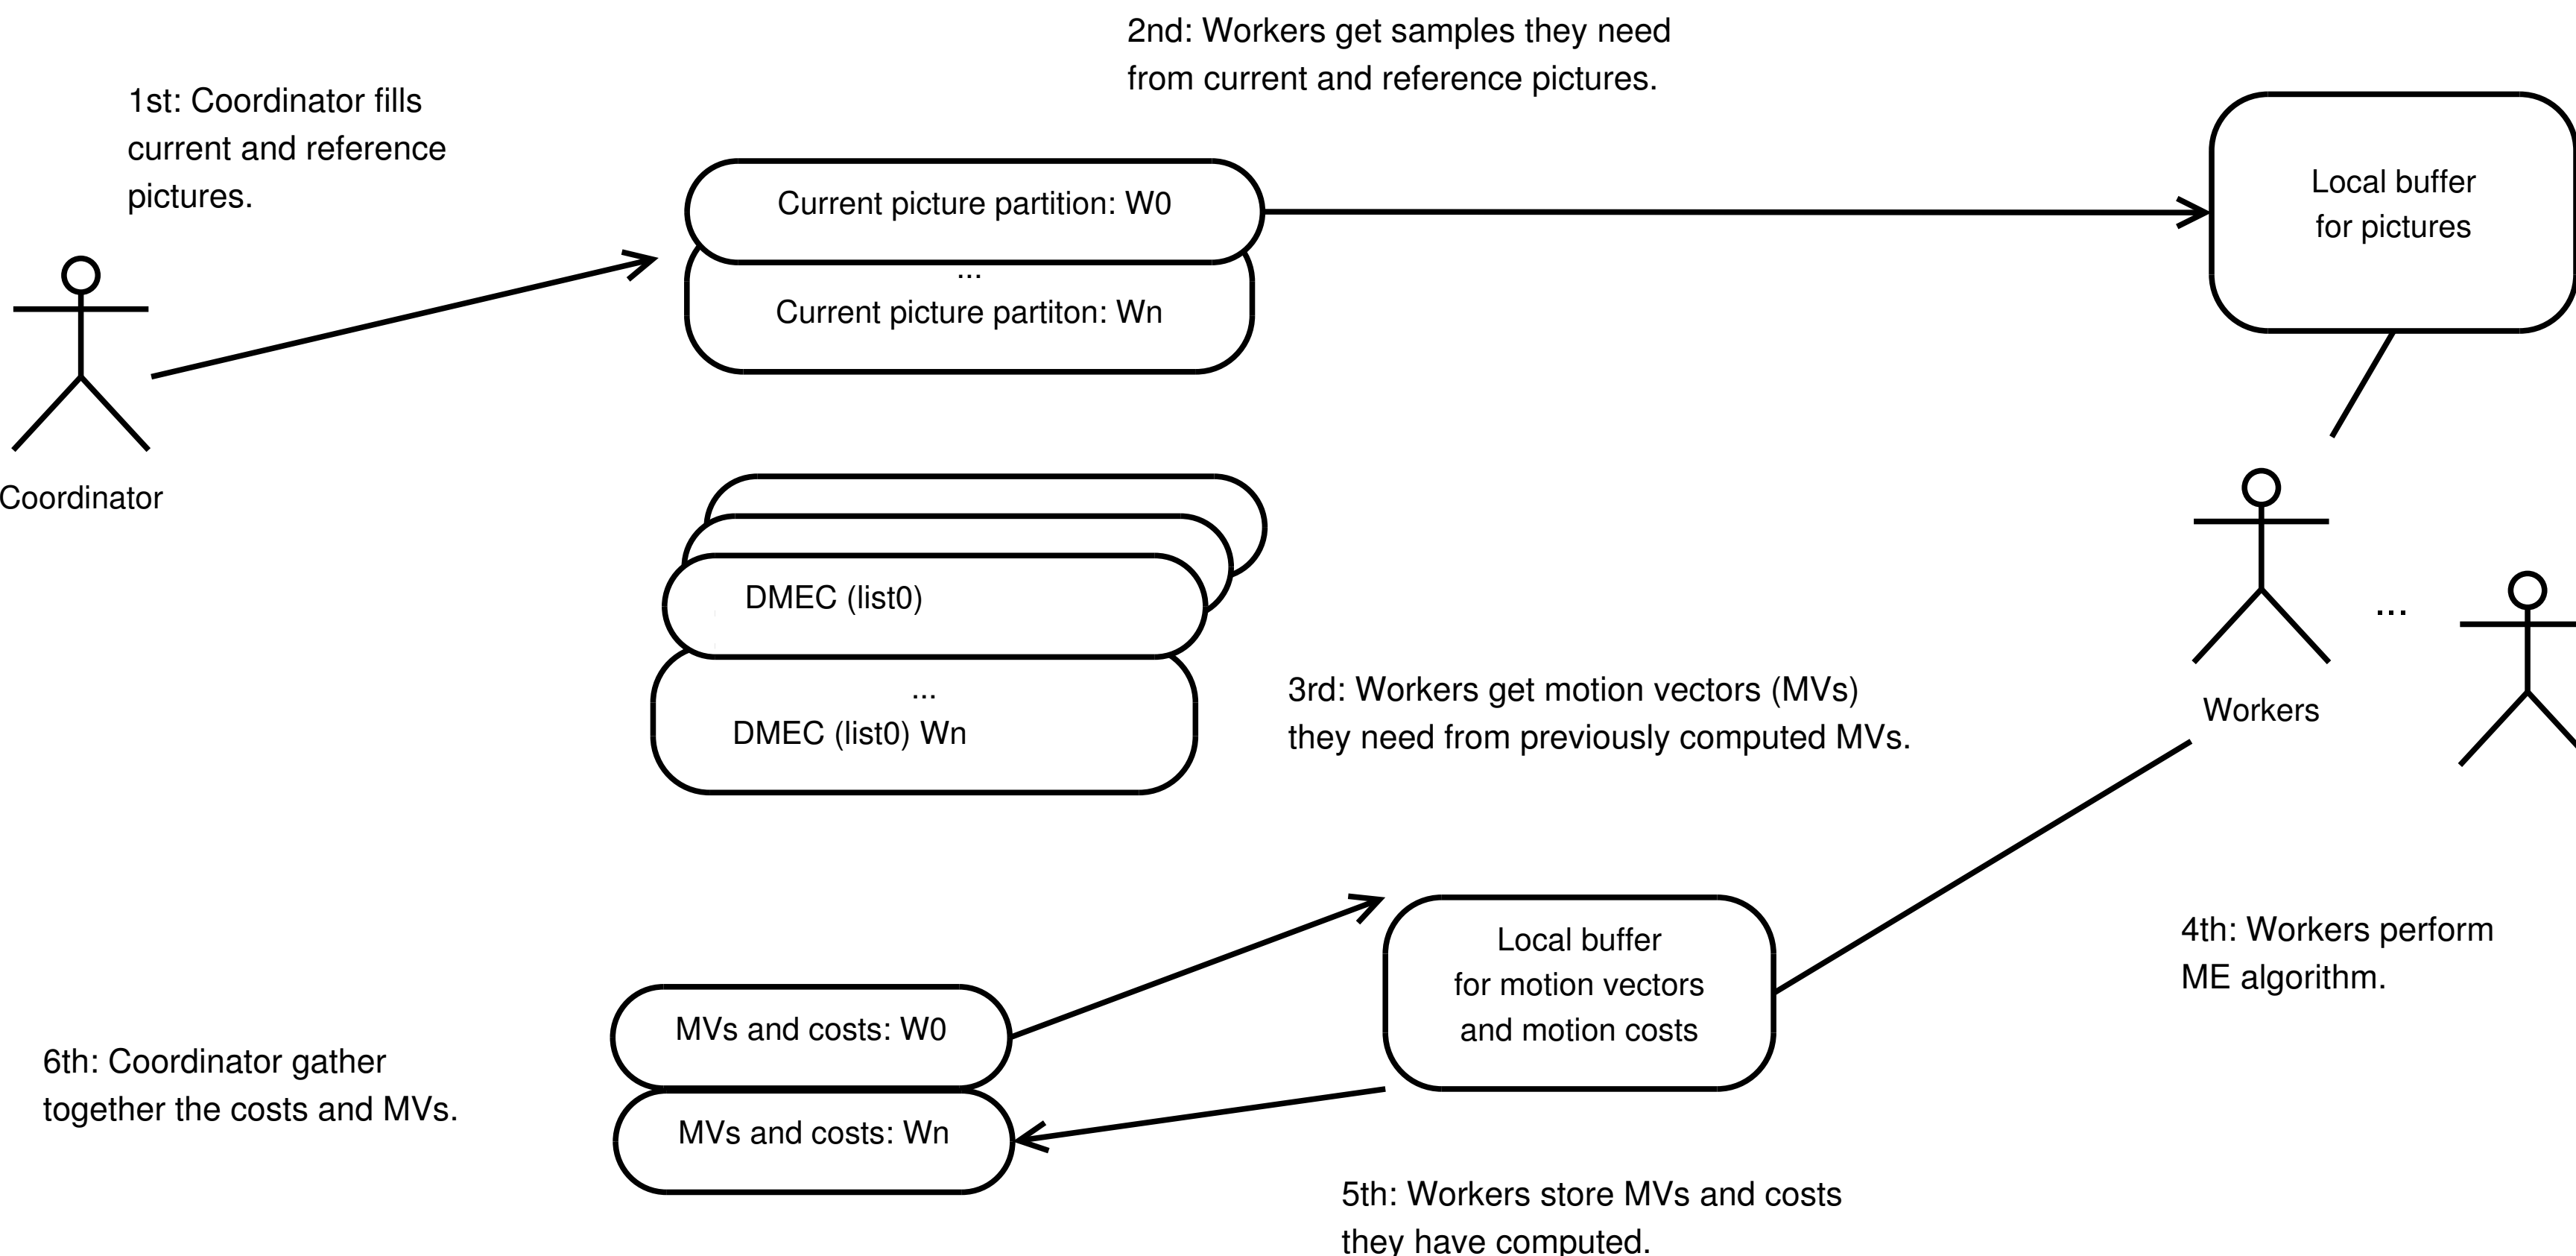 2nd: Workers get samples they need
from current and reference pictures.
1st: Coordinator fills
current and reference
pictures.
Current picture partition: W0
...
Current picture partiton: Wn
Local buffer
for pictures
Coordinator
DMEC (list0)
...
DMEC (list0) Wn
3rd: Workers get motion vectors (MVs)
they need from previously computed MVs.
...
Workers
4th: Workers perform
ME algorithm.
Local buffer
for motion vectors
and motion costs
MVs and costs: W0
MVs and costs: Wn
6th: Coordinator gather
together the costs and MVs.
5th: Workers store MVs and costs
they have computed.